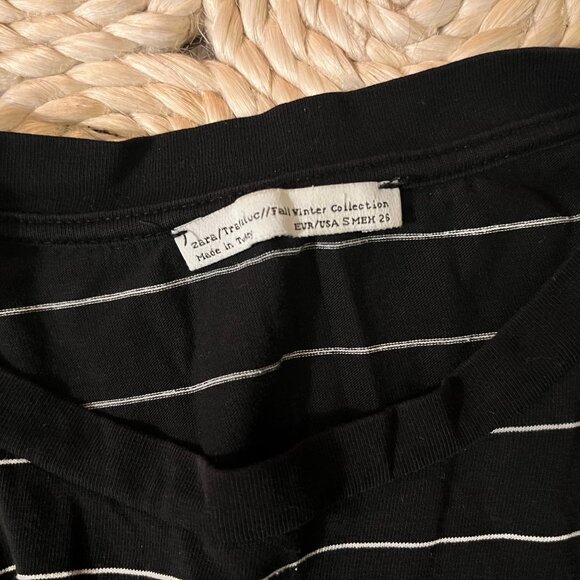 zara/Trafaluc//Fall Winter Collection
Made in Turkey EUR/USA S MEX 26